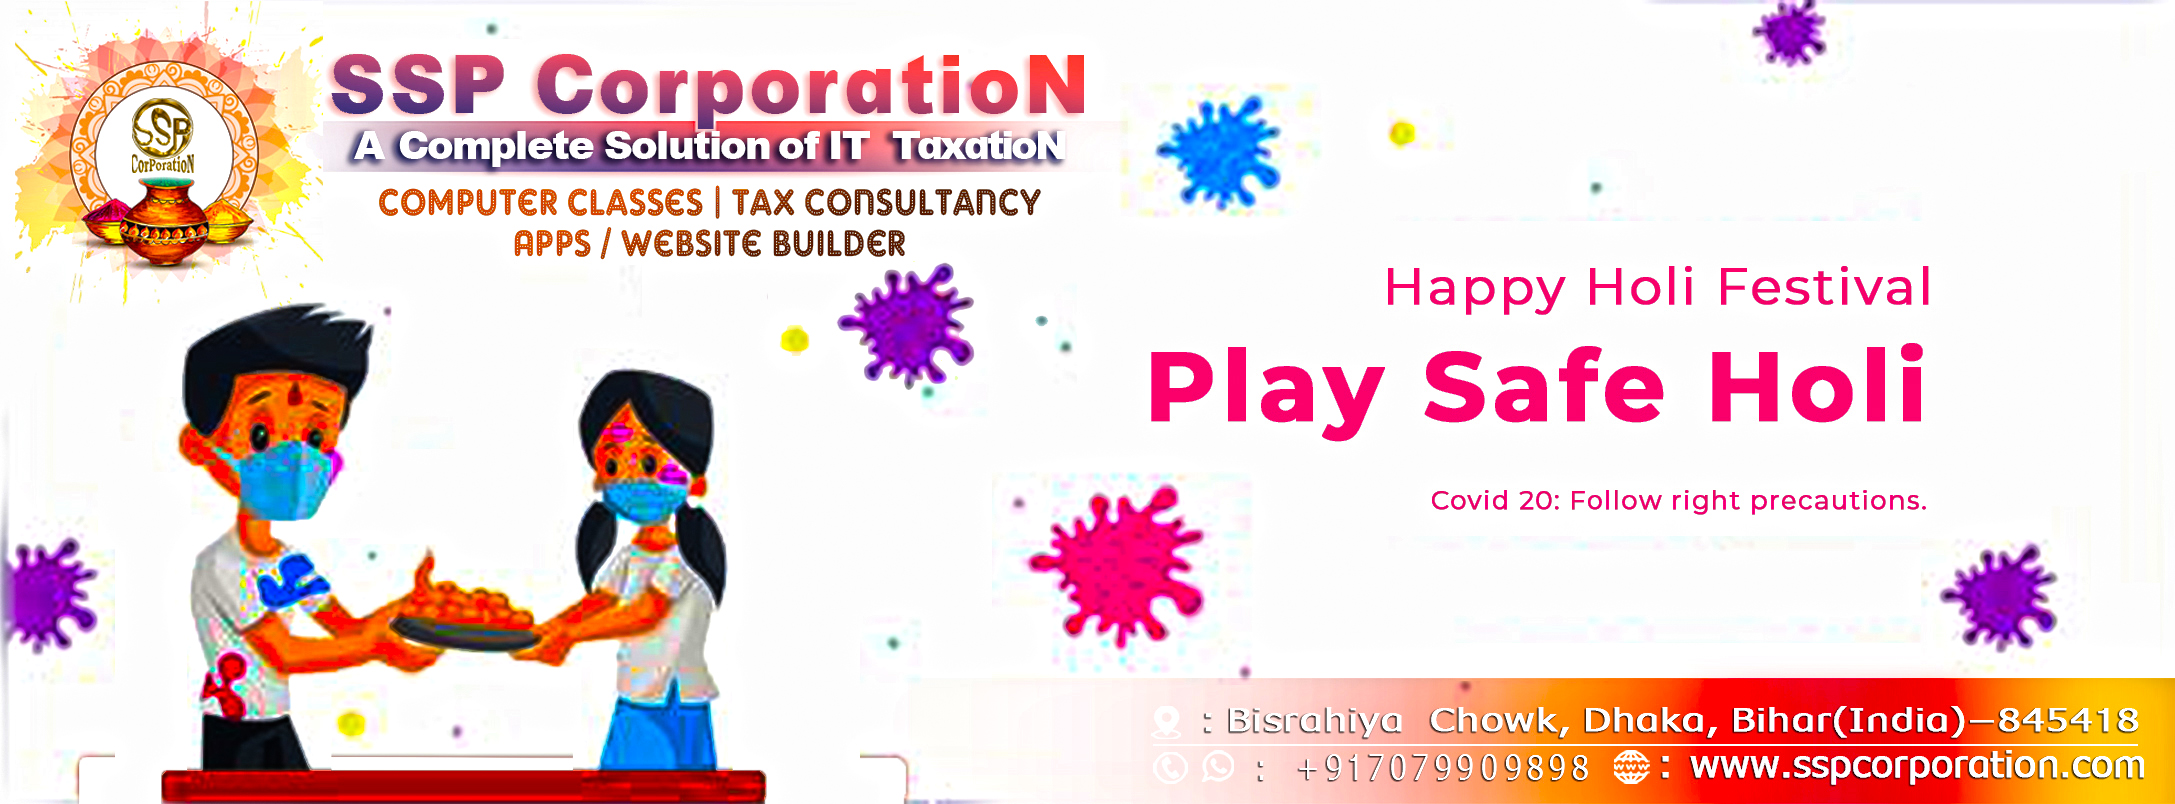 SSP
CorPoratioN
SSP CorporatioN
A Complete Solution of IT TaxatioN
COMPUTER CLASSES | TAX CONSULTANCY
APPS / WEBSITE BUILDER
Happy Holi Festival
Play Safe Holi
Covid 20: Follow right precautions.
: Bisrahiya Chowk, Dhaka, Bihar(India)–845418
: +917079909898 : www.sspcorporation.com